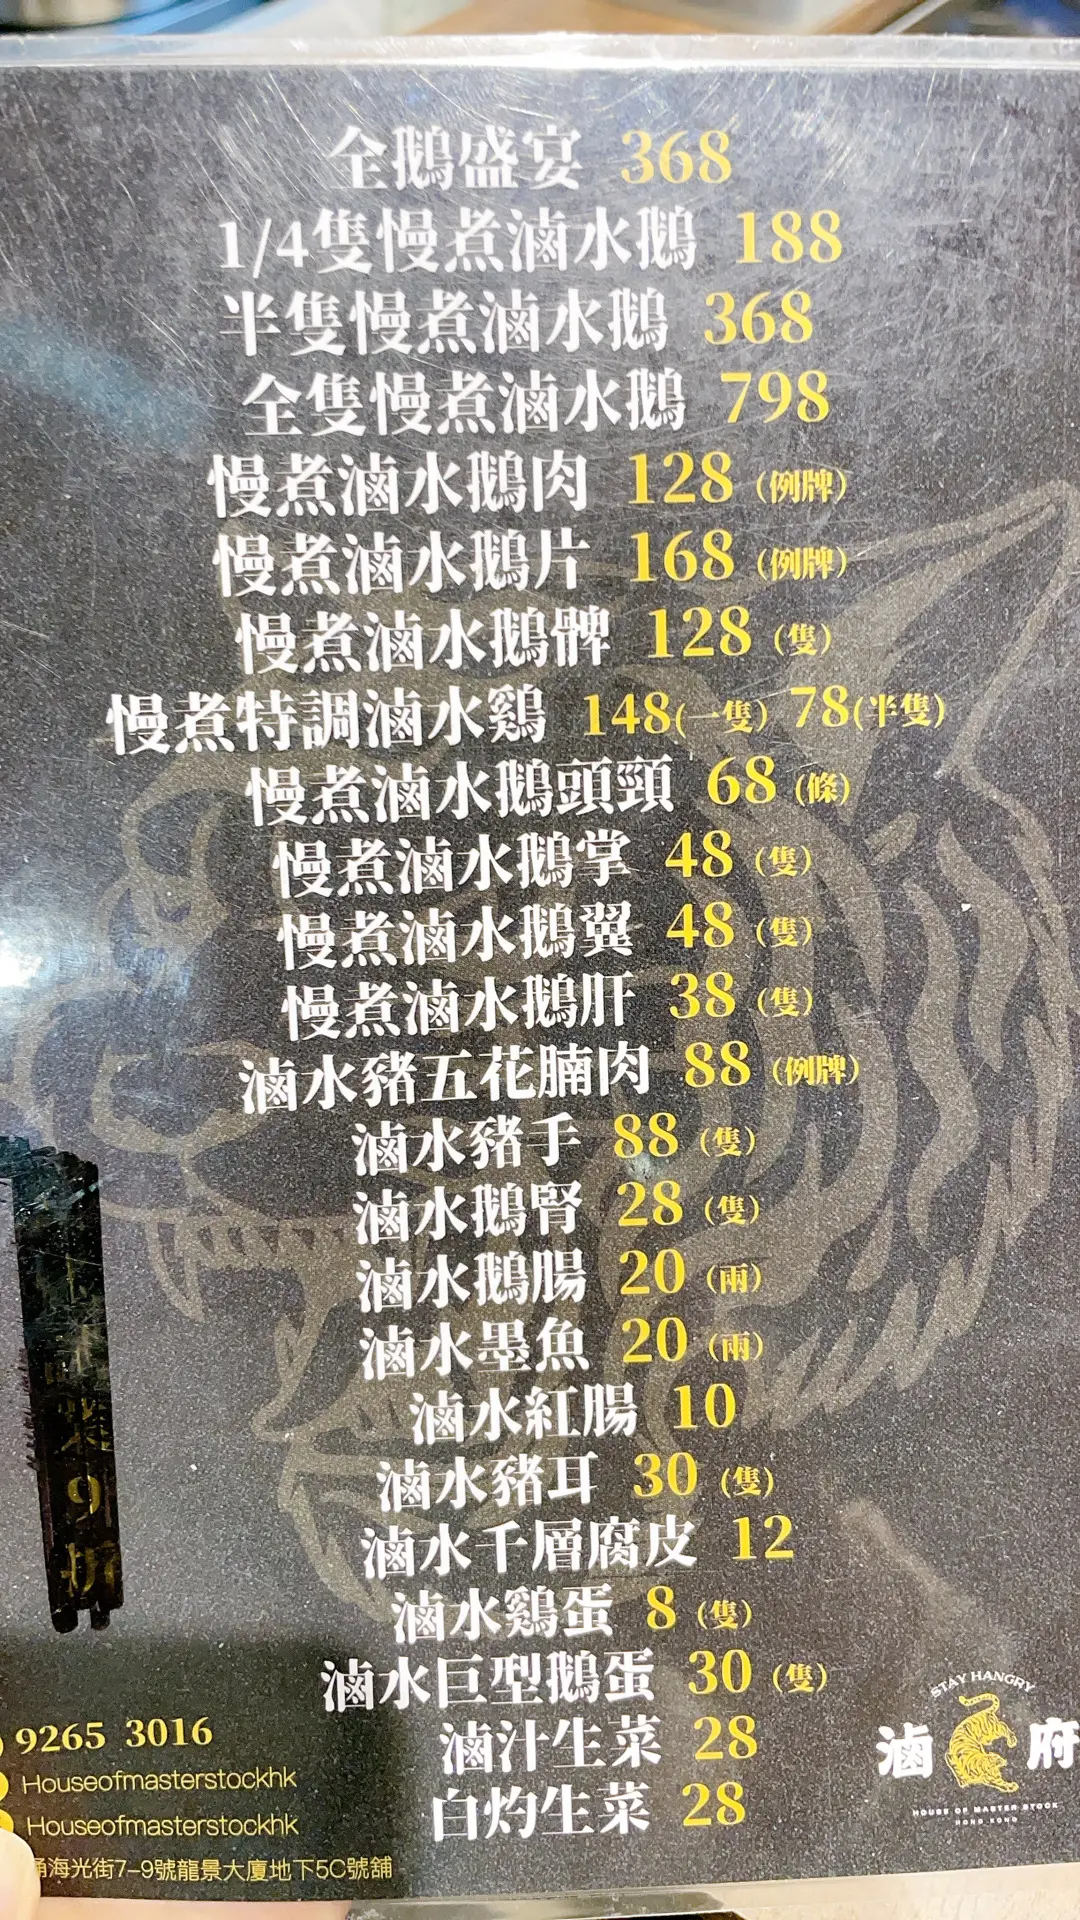 全鵝盛宴 368
1/4隻慢煮滷水鵝 188
半隻慢煮滷水鵝 368
全隻慢煮滷水鵝 798
慢煮滷水鵝肉 128 (例牌)
慢煮滷水鵝片 168 (例牌)
慢煮滷水鵝髀 128 (隻)
慢煮特調滷水鷄 148(一隻) 78(半隻)
慢煮滷水鵝頭頸 68 (條)
慢煮滷水鵝掌 48 (隻)
慢煮滷水鵝翼 48 (隻)
慢煮滷水鵝肝 38 (隻)
滷水豬五花腩肉 88 (例牌)
滷水豬手 88 (隻)
滷水鵝腎 28 (隻)
滷水鵝腸 20 (兩)
滷水墨魚 20 (兩)
滷水紅腸 10
滷水豬耳 30 (隻)
滷水千層腐皮 12
滷水鷄蛋 8 (隻)
滷水巨型鵝蛋 30 (隻)
滷汁生菜 28
白灼生菜 28
9折
9265 3016
Houseofmasterstockhk
Houseofmasterstockhk
海光街7-9號龍景大廈地下5C號舖
STAY HANGRY
滷府
HOUSE OF MASTER STOCK
HONG KONG